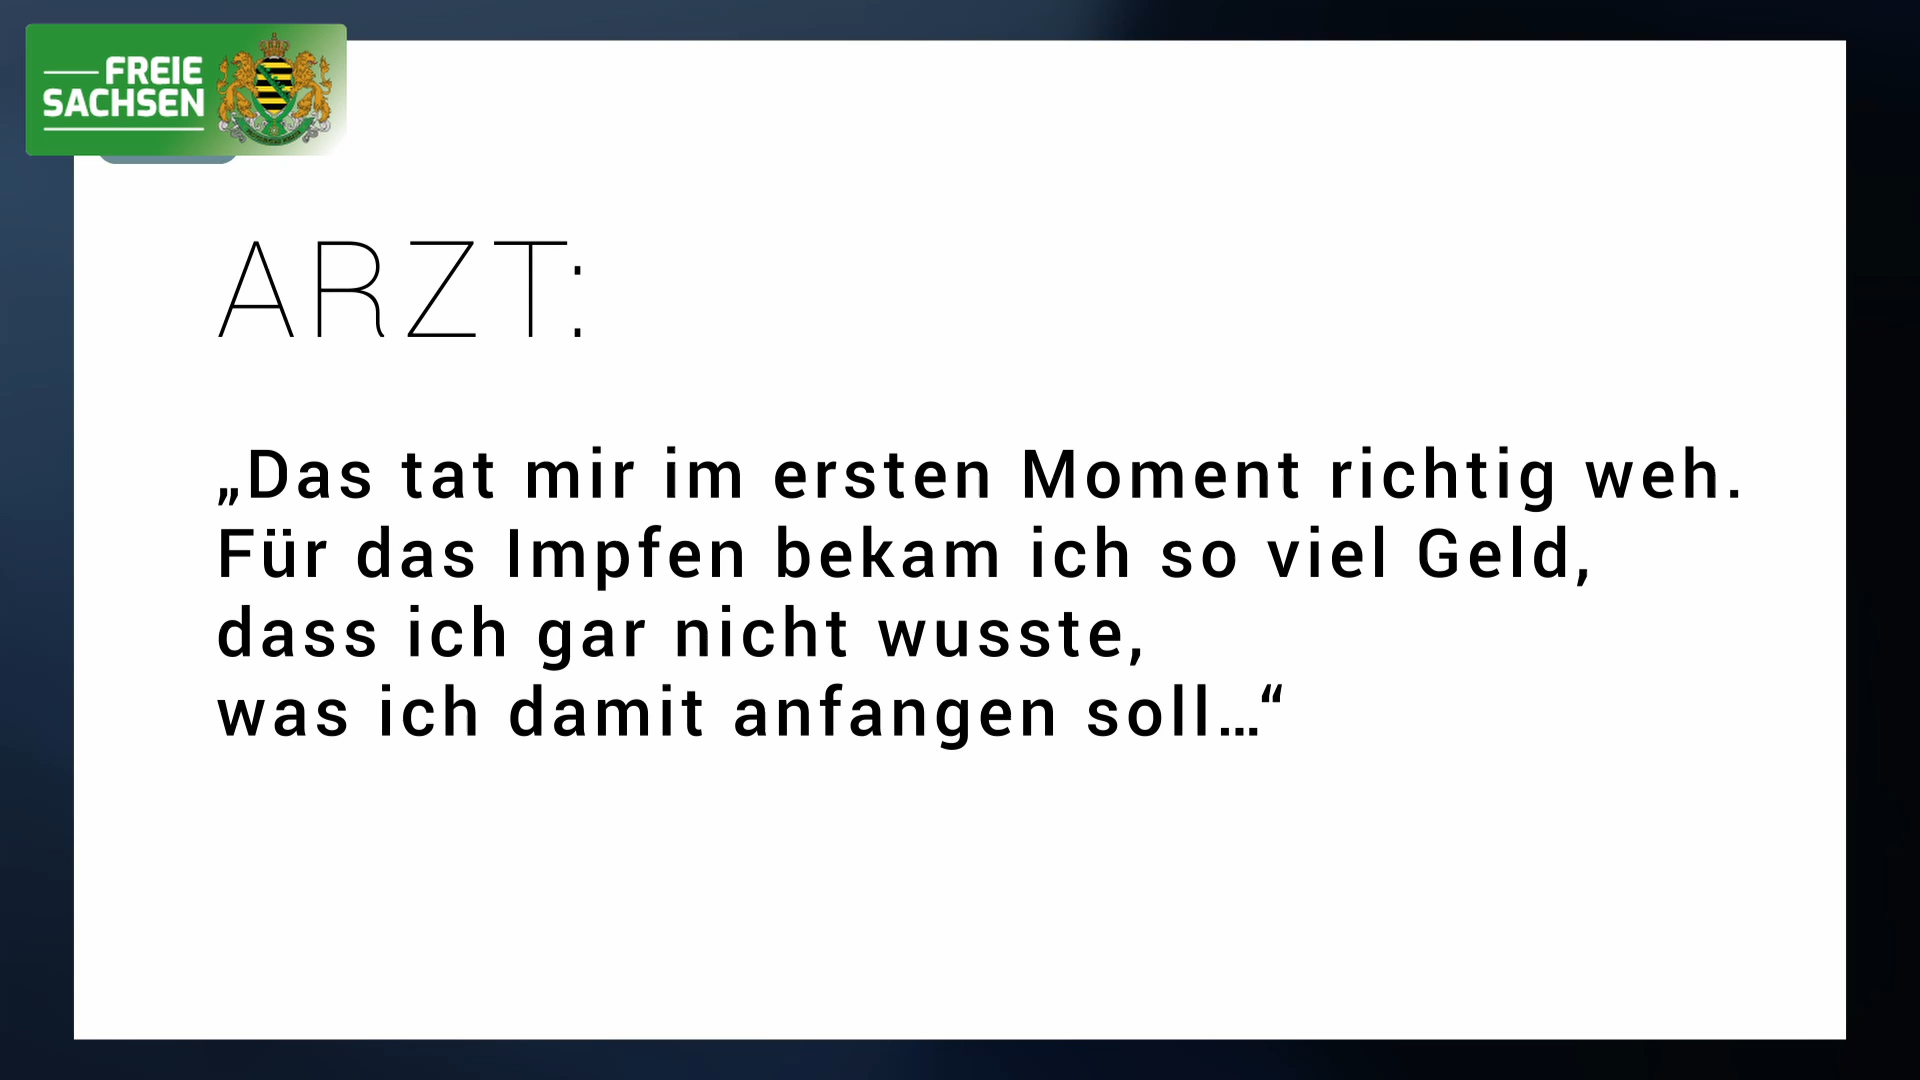 FREIE
SACHSEN
ARZT:
„Das tat mir im ersten Moment richtig weh.
Für das Impfen bekam ich so viel Geld,
dass ich gar nicht wusste,
was ich damit anfangen soll…“